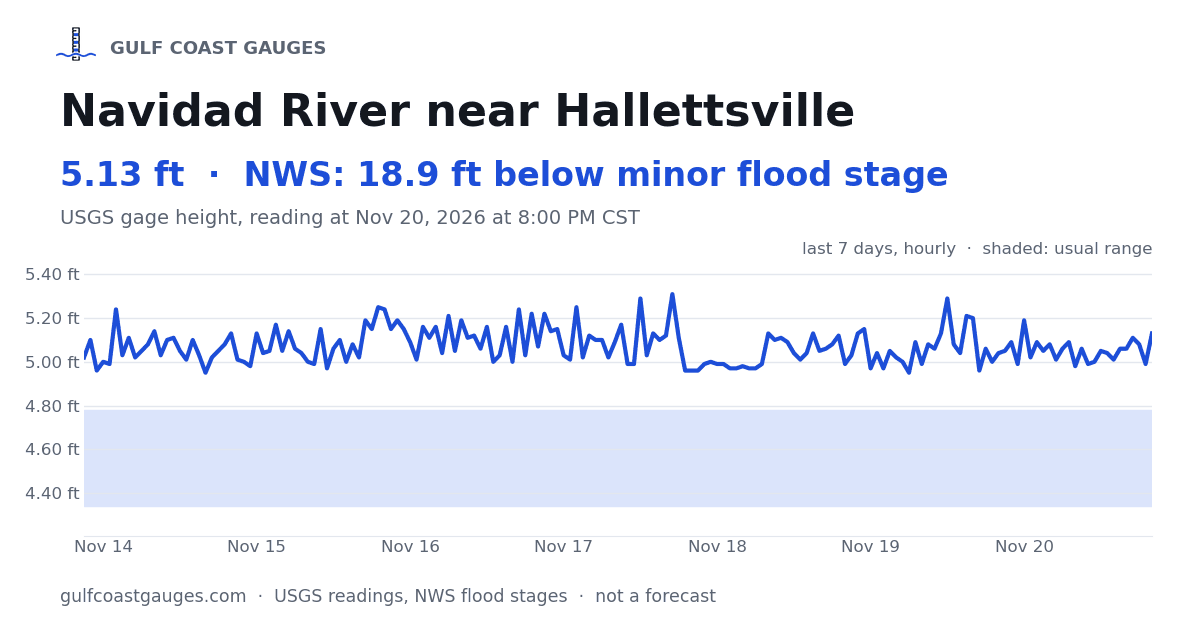 GULF COAST GAUGES
Navidad River near Hallettsville
5.13 ft · NWS: 18.9 ft below minor flood stage
USGS gage height, reading at Nov 20, 2026 at 8:00 PM CST
last 7 days, hourly · shaded: usual range
5.40 ft
5.20 ft
5.00 ft
4.80 ft
4.60 ft
4.40 ft
Nov 14 Nov 15 Nov 16 Nov 17 Nov 18 Nov 19 Nov 20
gulfcoastgauges.com · USGS readings, NWS flood stages · not a forecast